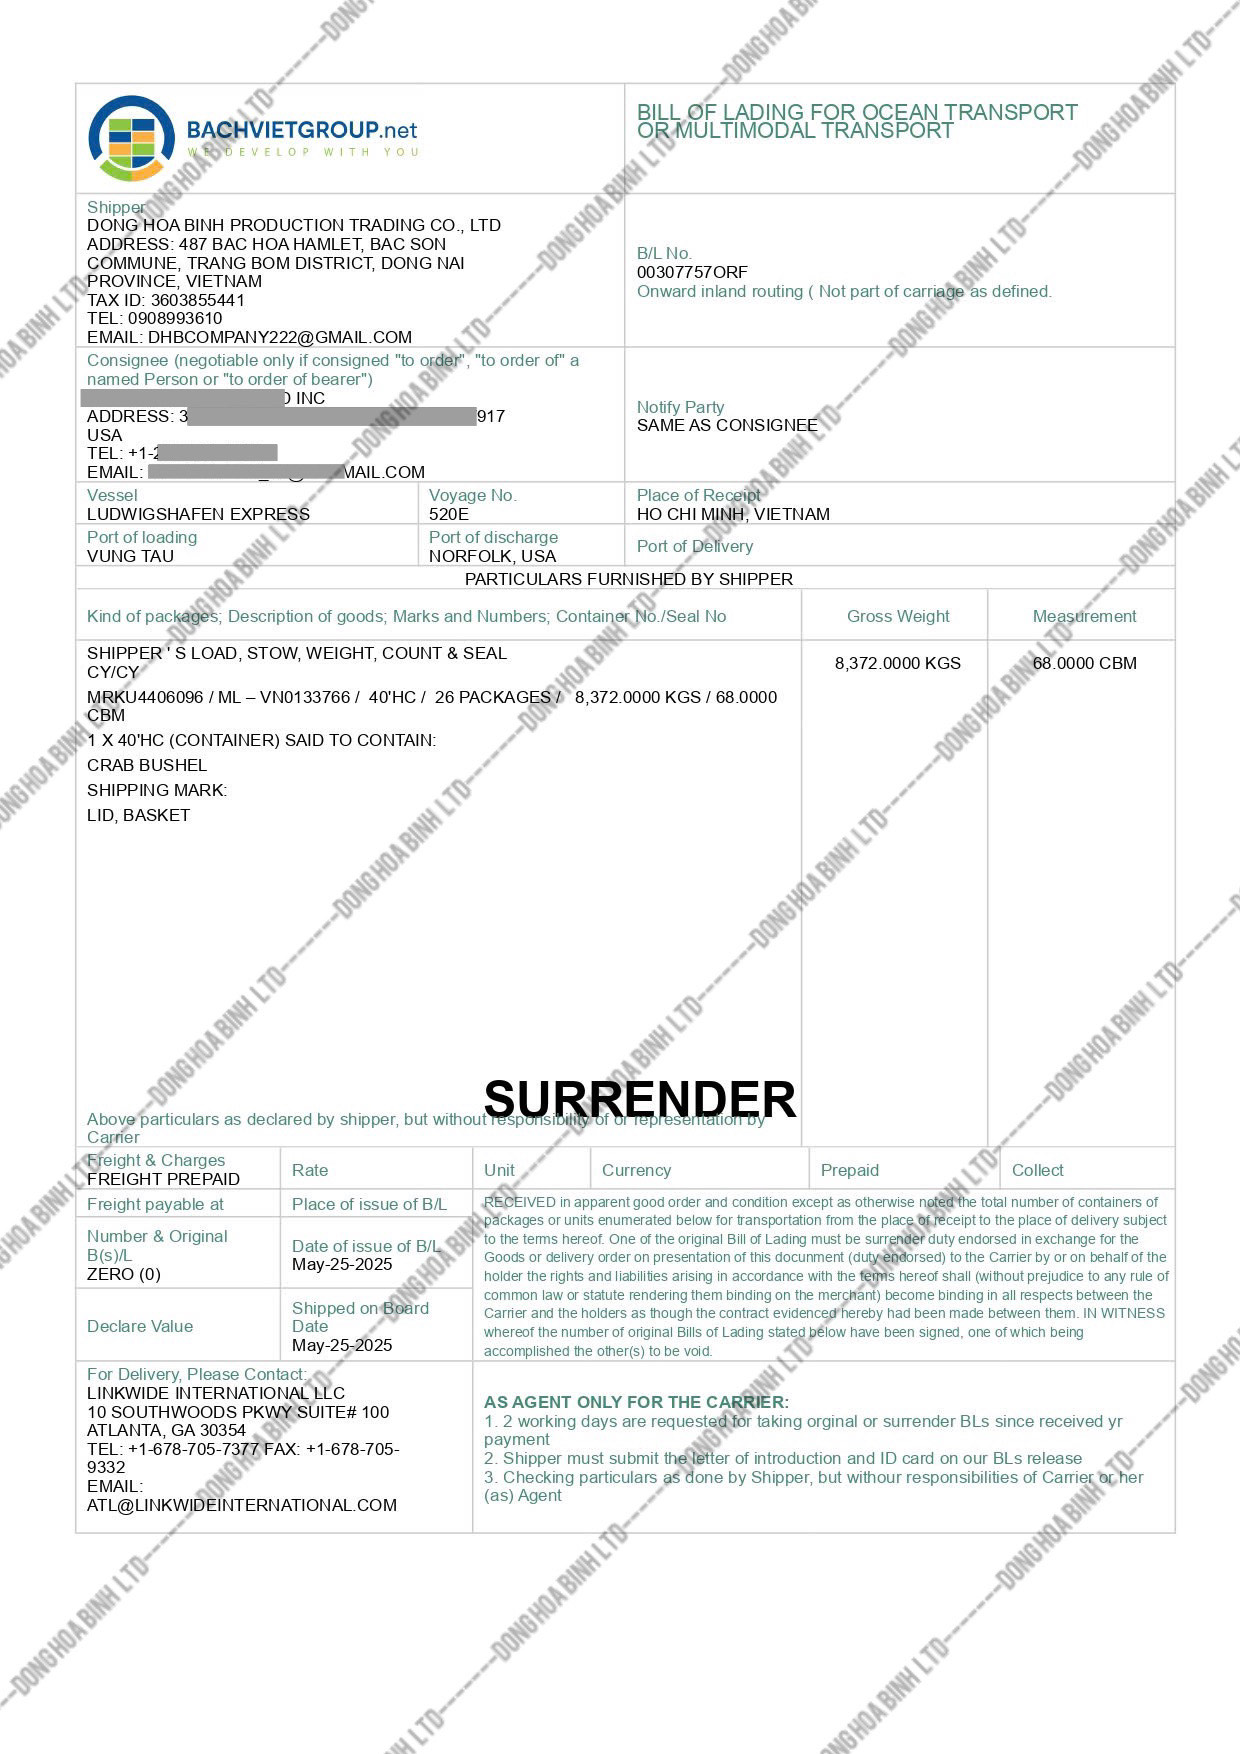 BACHVIETGROUP.net
WE DEVELOP WITH YOU
BILL OF LADING FOR OCEAN TRANSPORT
OR MULTIMODAL TRANSPORT
Shipper
DONG HOA BINH PRODUCTION TRADING CO., LTD
ADDRESS: 487 BAC HOA HAMLET, BAC SON
COMMUNE, TRANG BOM DISTRICT, DONG NAI
PROVINCE, VIETNAM
TAX ID: 3603855441
TEL: 0908993610
EMAIL: DHBCOMPANY222@GMAIL.COM
B/L No.
00307757ORF
Onward inland routing ( Not part of carriage as defined.
Consignee (negotiable only if consigned "to order", "to order of" a
named Person or "to order of bearer")
INC
ADDRESS: 3
917
USA
TEL: +1-2
EMAIL:
MAIL.COM
Notify Party
SAME AS CONSIGNEE
Vessel
LUDWIGSHAFEN EXPRESS
Voyage No.
520E
Place of Receipt
HO CHI MINH, VIETNAM
Port of loading
VUNG TAU
Port of discharge
NORFOLK, USA
Port of Delivery
PARTICULARS FURNISHED BY SHIPPER
Kind of packages; Description of goods; Marks and Numbers; Container No./Seal No
Gross Weight
Measurement
SHIPPER ' S LOAD, STOW, WEIGHT, COUNT & SEAL
CY/CY
MRKU4406096 / ML – VN0133766 / 40'HC / 26 PACKAGES / 8,372.0000 KGS / 68.0000
CBM
1 X 40'HC (CONTAINER) SAID TO CONTAIN:
CRAB BUSHEL
SHIPPING MARK:
LID, BASKET
8,372.0000 KGS
68.0000 CBM
SURRENDER
Above particulars as declared by shipper, but without responsibility of or representation by
Carrier
Freight & Charges
FREIGHT PREPAID
Rate
Unit
Currency
Prepaid
Collect
Freight payable at
Place of issue of B/L
Number & Original
B(s)/L
ZERO (0)
Date of issue of B/L
May-25-2025
Declare Value
Shipped on Board
Date
May-25-2025
RECEIVED in apparent good order and condition except as otherwise noted the total number of containers of
packages or units enumerated below for transportation from the place of receipt to the place of delivery subject
to the terms hereof. One of the original Bill of Lading must be surrender duty endorsed in exchange for the
Goods or delivery order on presentation of this document (duty endorsed) to the Carrier by or on behalf of the
holder the rights and liabilities arising in accordance with the terms hereof shall (without prejudice to any rule of
common law or statute rendering them binding on the merchant) become binding in all respects between the
Carrier and the holders as though the contract evidenced hereby had been made between them. IN WITNESS
whereof the number of original Bills of Lading stated below have been signed, one of which being
accomplished the other(s) to be void.
For Delivery, Please Contact:
LINKWIDE INTERNATIONAL LLC
10 SOUTHWOODS PKWY SUITE# 100
ATLANTA, GA 30354
TEL: +1-678-705-7377 FAX: +1-678-705-
9332
EMAIL:
ATL@LINKWIDEINTERNATIONAL.COM
AS AGENT ONLY FOR THE CARRIER:
1. 2 working days are requested for taking orginal or surrender BLs since received yr
payment
2. Shipper must submit the letter of introduction and ID card on our BLs release
3. Checking particulars as done by Shipper, but withour responsibilities of Carrier or her
(as) Agent
DONGHOABINH LTD